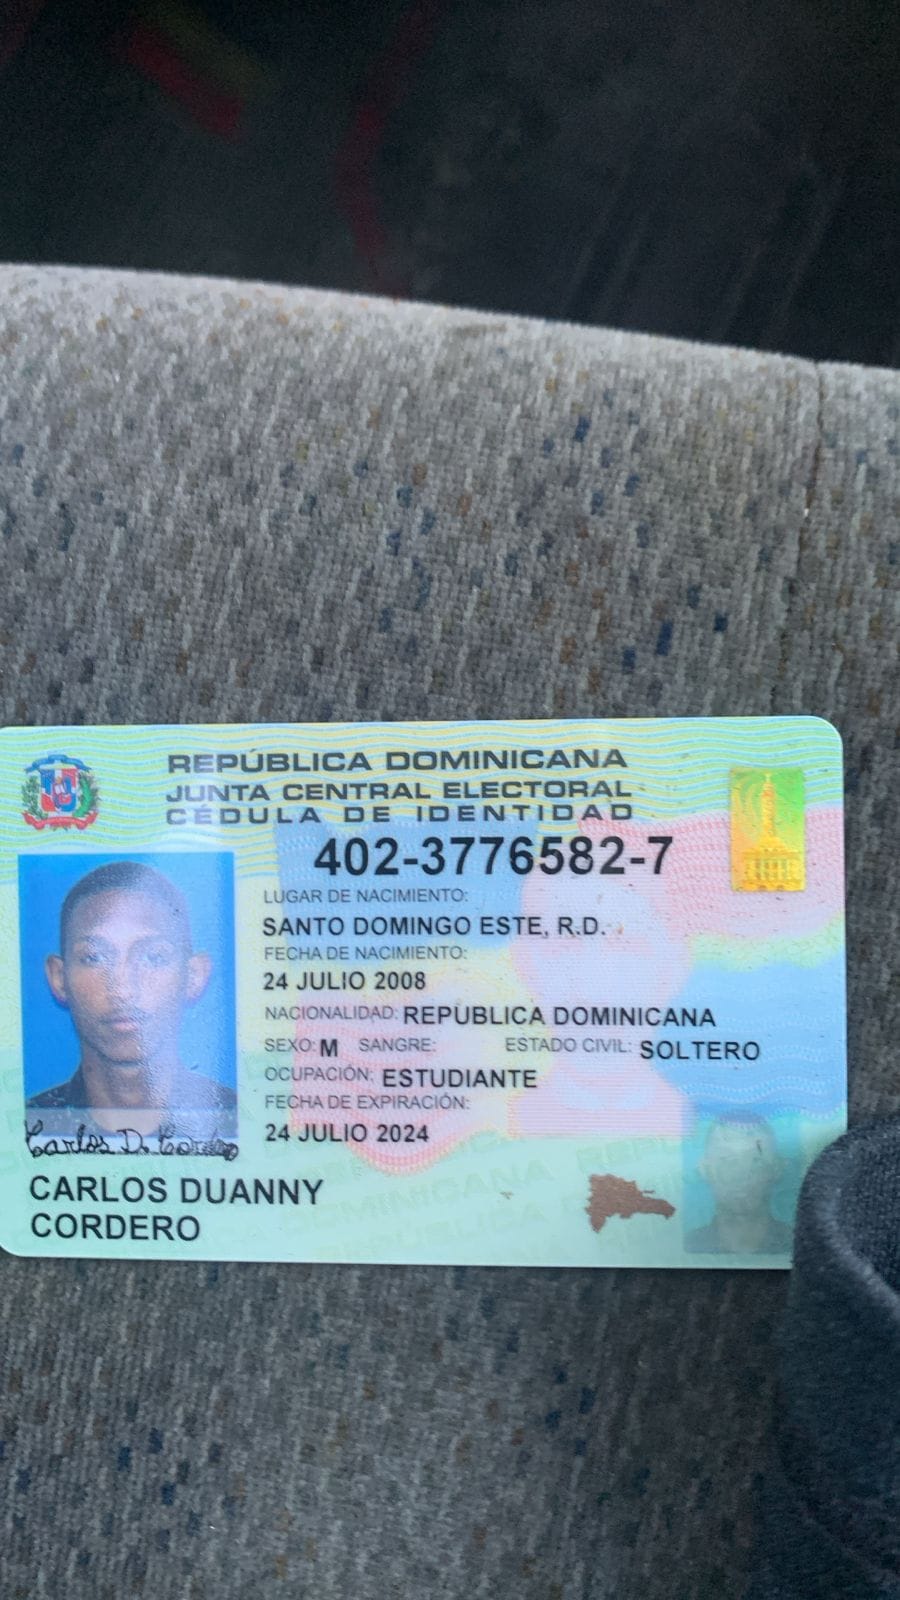 REPÚBLICA DOMINICANA
JUNTA CENTRAL ELECTORAL
CÉDULA DE IDENTIDAD
402-3776582-7
LUGAR DE NACIMIENTO:
SANTO DOMINGO ESTE, R.D.
FECHA DE NACIMIENTO:
24 JULIO 2008
NACIONALIDAD: REPUBLICA DOMINICANA
SEXO: M SANGRE: ESTADO CIVIL: SOLTERO
OCUPACIÓN: ESTUDIANTE
FECHA DE EXPIRACIÓN:
24 JULIO 2024
Carlos D. Cordero
CARLOS DUANNY
CORDERO